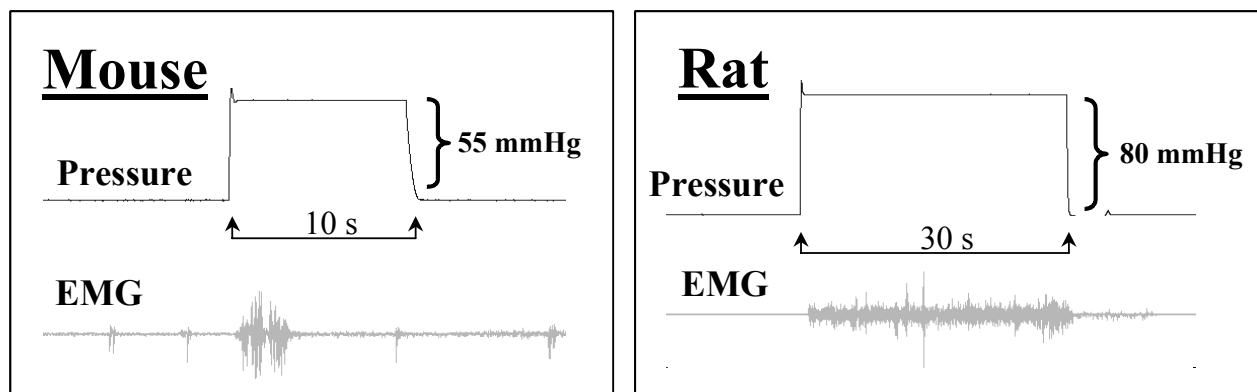 Mouse
55 mmHg
Pressure
10 s
EMG
Rat
80 mmHg
Pressure
30 s
EMG